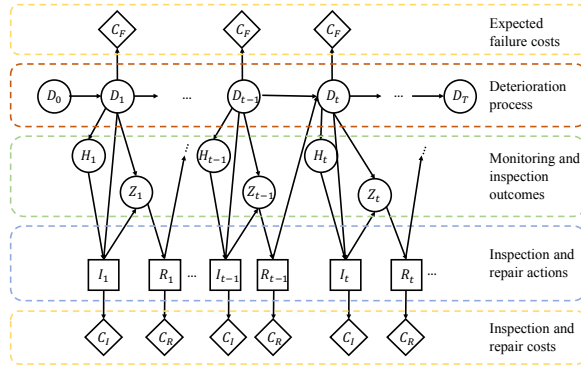 C_F C_F C_F Expected
failure costs
D_0 D_1 ... D_{t-1} D_t ... D_T Deterioration
process
H_1 H_{t-1} H_t ... ...
Z_1 Z_{t-1} Z_t Monitoring and
inspection
outcomes
I_1 R_1 ... I_{t-1} R_{t-1} I_t R_t ... Inspection and
repair actions
C_I C_R C_I C_R C_I C_R Inspection and
repair costs